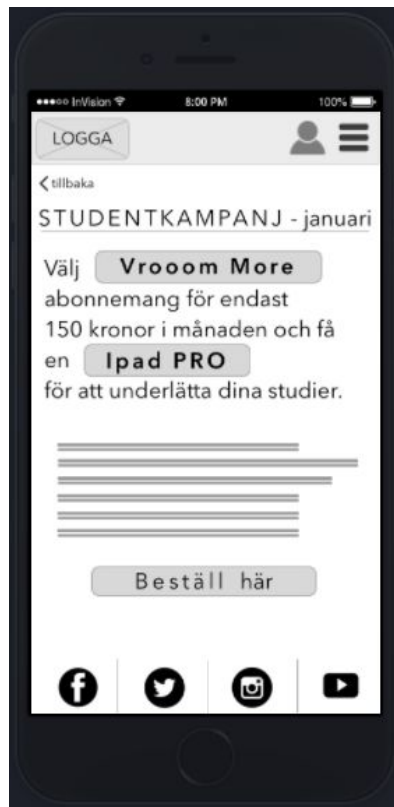 InVision 8:00 PM 100%
LOGGA
tillbaka
STUDENTKAMPANJ - januari
Välj Vrooom More
abonnemang för endast
150 kronor i månaden och få
en Ipad PRO
för att underlätta dina studier.
Beställ här